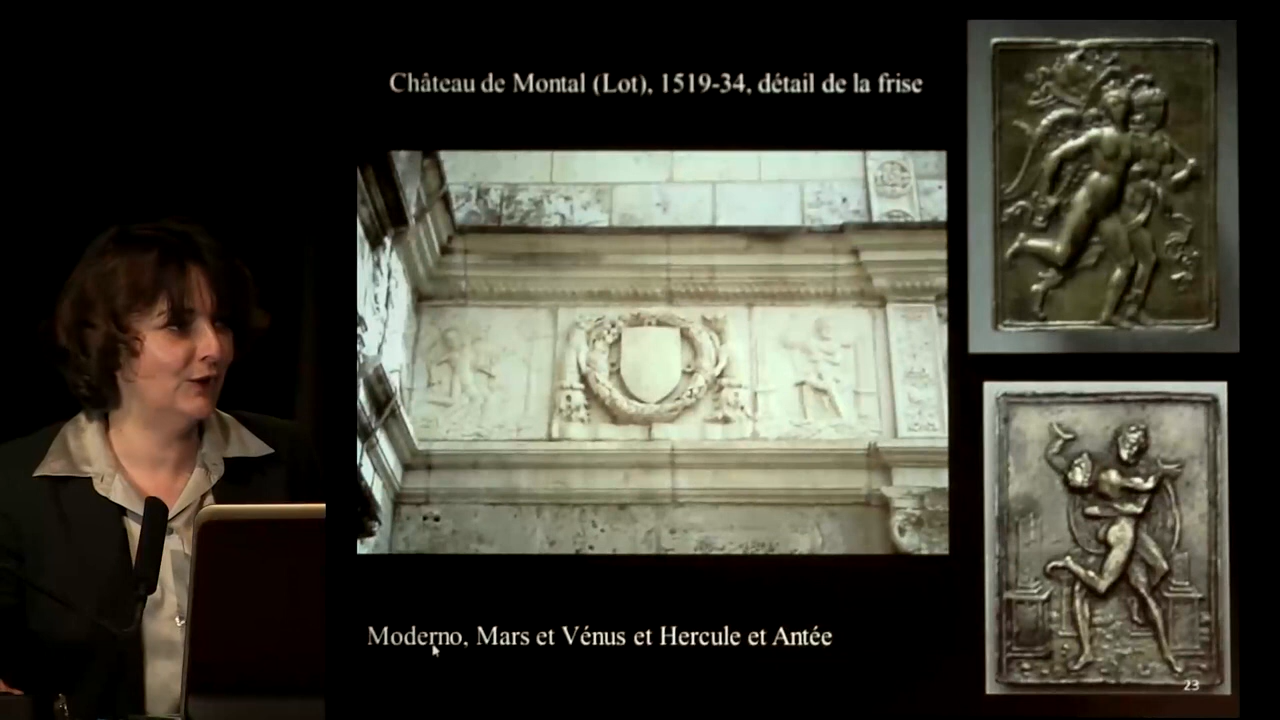 Château de Montal (Lot), 1519-34, détail de la frise
Moderno, Mars et Vénus et Hercule et Antée
23